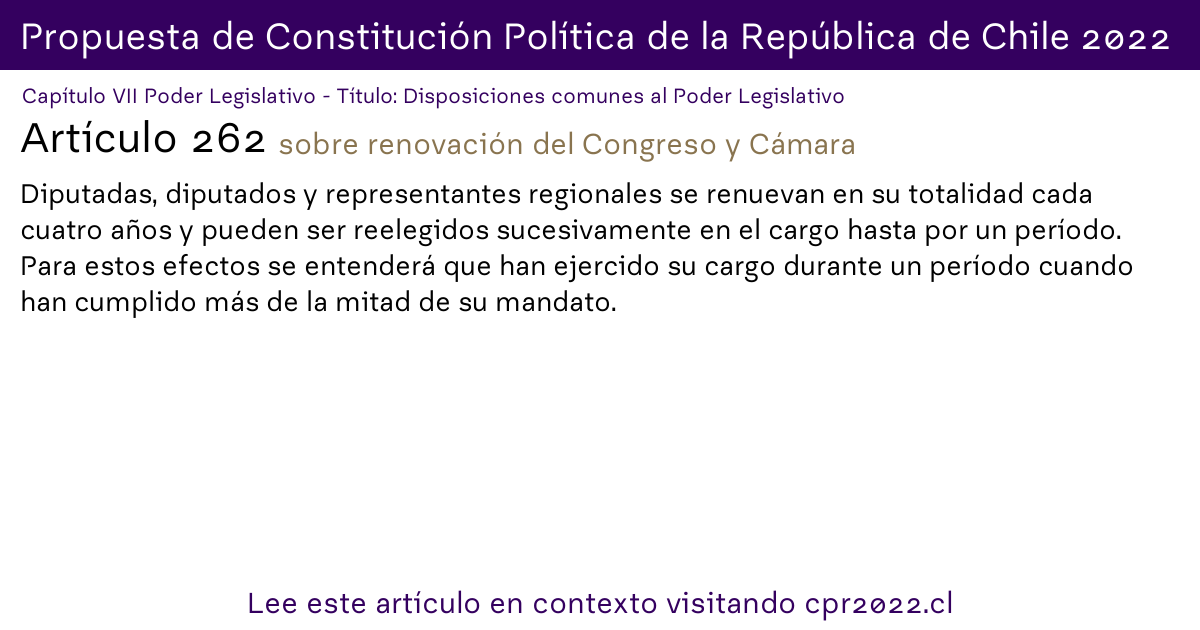 Propuesta de Constitución Política de la República de Chile 2022
Capítulo VII Poder Legislativo - Título: Disposiciones comunes al Poder Legislativo
Artículo 262 sobre renovación del Congreso y Cámara
Diputadas, diputados y representantes regionales se renuevan en su totalidad cada
cuatro años y pueden ser reelegidos sucesivamente en el cargo hasta por un período.
Para estos efectos se entenderá que han ejercido su cargo durante un período cuando
han cumplido más de la mitad de su mandato.
Lee este artículo en contexto visitando cpr2022.cl